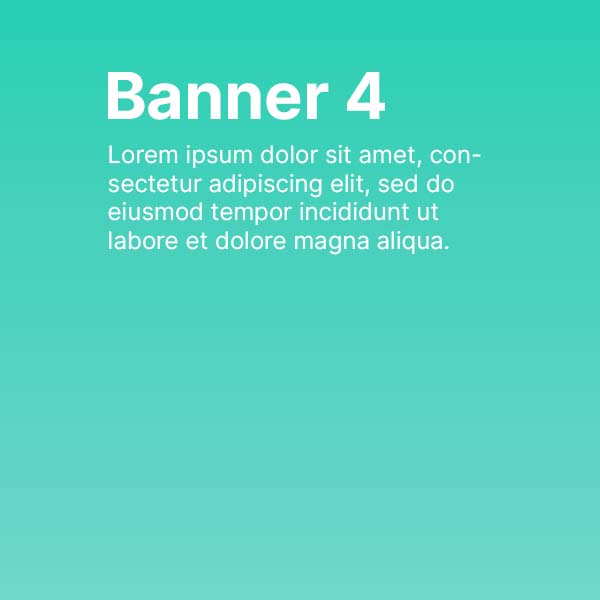 Banner 4
Lorem ipsum dolor sit amet, con-
sectetur adipiscing elit, sed do
eiusmod tempor incididunt ut
labore et dolore magna aliqua.